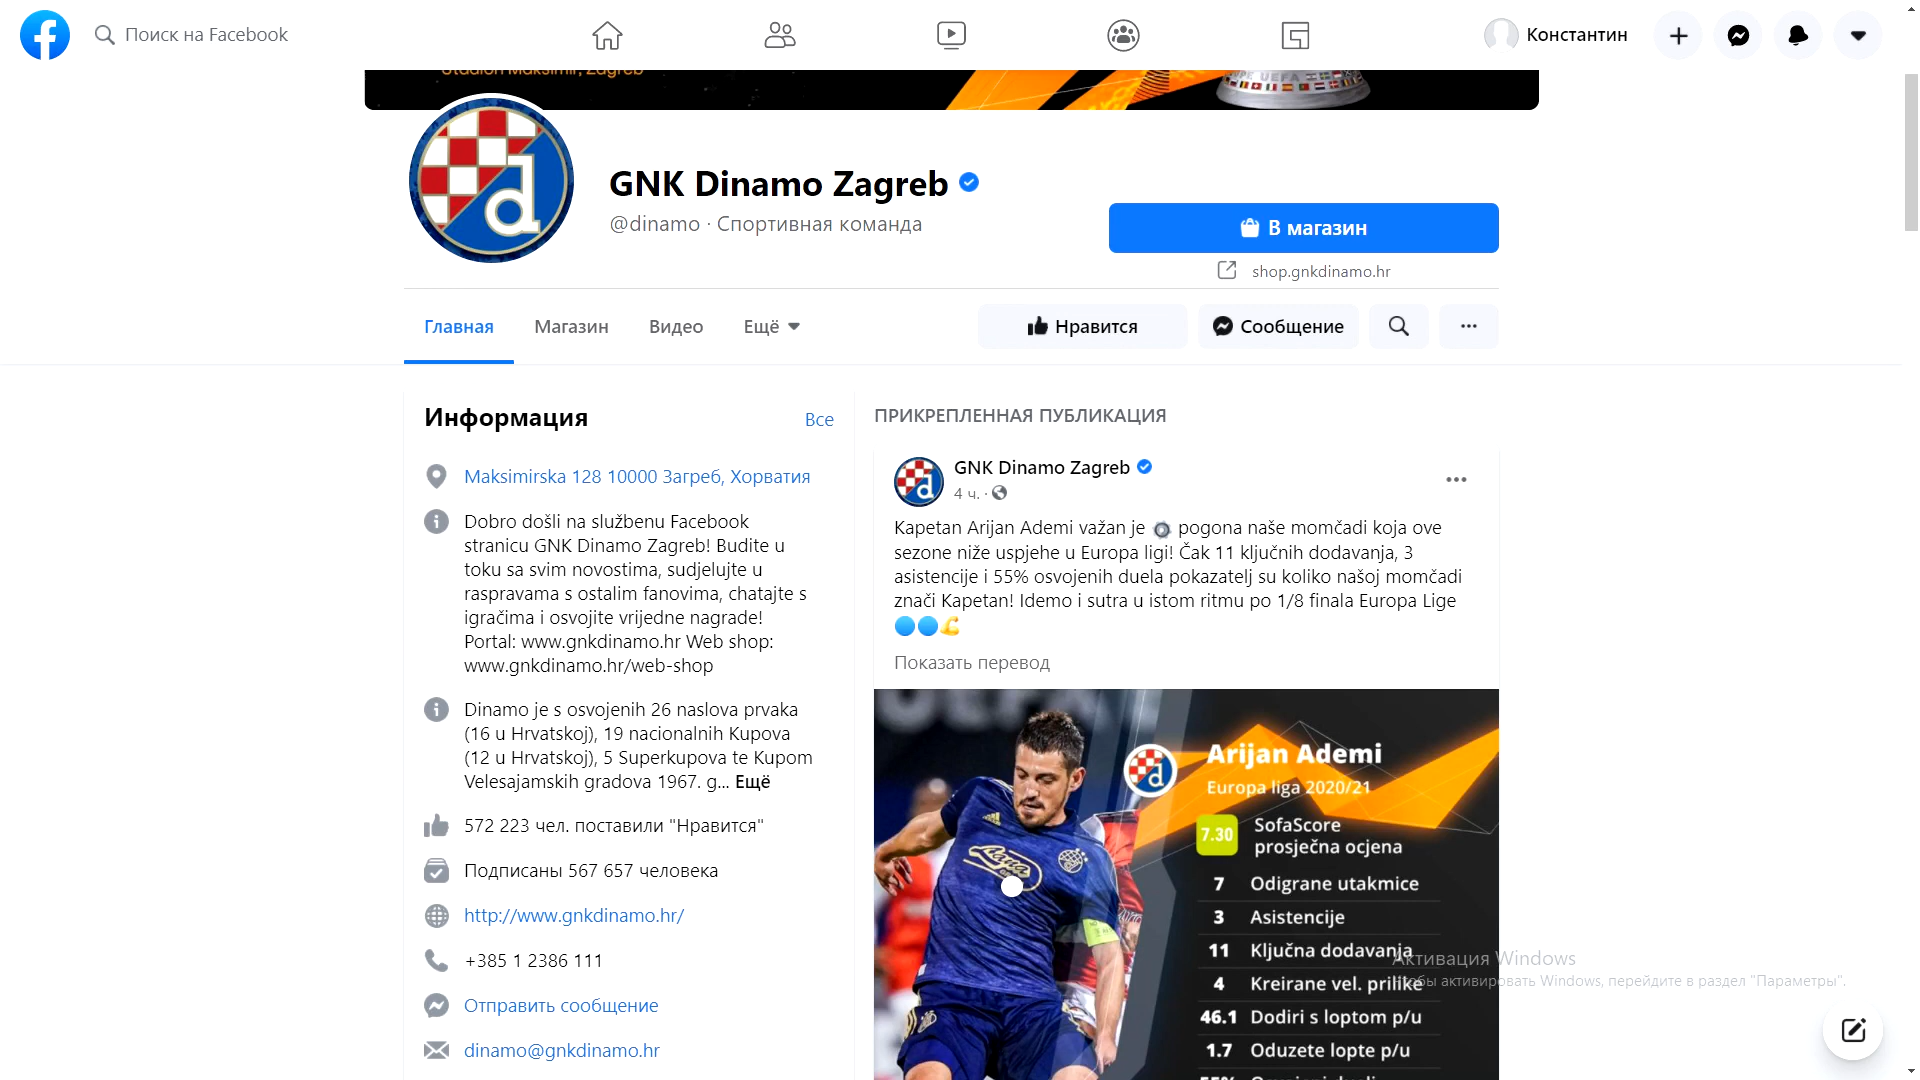 Поиск на Facebook
Константин
Stadion Maksimir, Zagreb
UEFA
GNK Dinamo Zagreb
@dinamo · Спортивная команда
В магазин
shop.gnkdinamo.hr
Главная
Магазин
Видео
Ещё
Нравится
Сообщение
Информация
Все
Maksimirska 128 10000 Загреб, Хорватия
Dobro došli na službenu Facebook
stranicu GNK Dinamo Zagreb! Budite u
toku sa svim novostima, sudjelujte u
raspravama s ostalim fanovima, chatajte s
igračima i osvojite vrijedne nagrade!
Portal: www.gnkdinamo.hr Web shop:
www.gnkdinamo.hr/web-shop
Dinamo je s osvojenih 26 naslova prvaka
(16 u Hrvatskoj), 19 nacionalnih Kupova
(12 u Hrvatskoj), 5 Superkupova te Kupom
Velesajamskih gradova 1967. g... Ещё
572 223 чел. поставили "Нравится"
Подписаны 567 657 человека
http://www.gnkdinamo.hr/
+385 1 2386 111
Отправить сообщение
dinamo@gnkdinamo.hr
ПРИКРЕПЛЕННАЯ ПУБЛИКАЦИЯ
GNK Dinamo Zagreb
4 ч. ·
Kapetan Arijan Ademi važan je pogona naše momčadi koja ove
sezone niže uspjehe u Europa ligi! Čak 11 ključnih dodavanja, 3
asistencije i 55% osvojenih duela pokazatelj su koliko našoj momčadi
znači Kapetan! Idemo i sutra u istom ritmu po 1/8 finala Europa Lige
Показать перевод
Arijan Ademi
Europa liga 2020/21
7.30 SofaScore
prosječna ocjena
7 Odigrane utakmice
3 Asistencije
11 Ključna dodavanja
4 Kreirane vel. prilike
46.1 Dodiri s loptom p/u
1.7 Oduzete lopte p/u
Активация Windows
Чтобы активировать Windows, перейдите в раздел "Параметры".